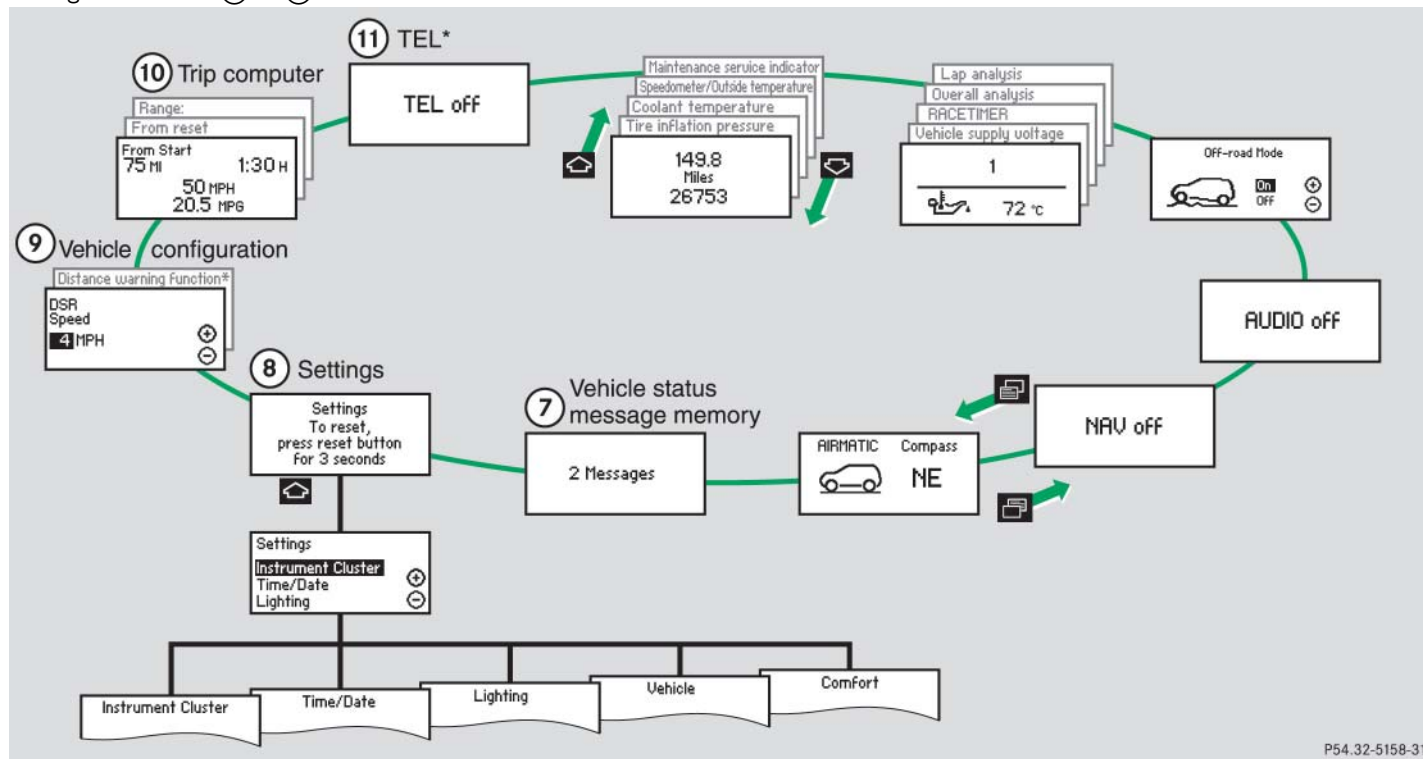 11 TEL*
TEL off
10 Trip computer
Range:
From reset
From Start
75 MI 1:30 H
50 MPH
20.5 MPG
Maintenance service indicator
Speedometer/Outside temperature
Coolant temperature
Tire inflation pressure
149.8
Miles
26753
Lap analysis
Overall analysis
RACETIMER
Vehicle supply voltage
1
72 °C
Off-road Mode
On
OFF
AUDIO off
NAV off
AIRMATIC Compass
NE
7 Vehicle status
message memory
2 Messages
8 Settings
Settings
To reset,
press reset button
for 3 seconds
9 Vehicle configuration
Distance warning function*
DSR
Speed
4 MPH
Settings
Instrument Cluster
Time/Date
Lighting
Instrument Cluster
Time/Date
Lighting
Vehicle
Comfort
P54.32-5158-31